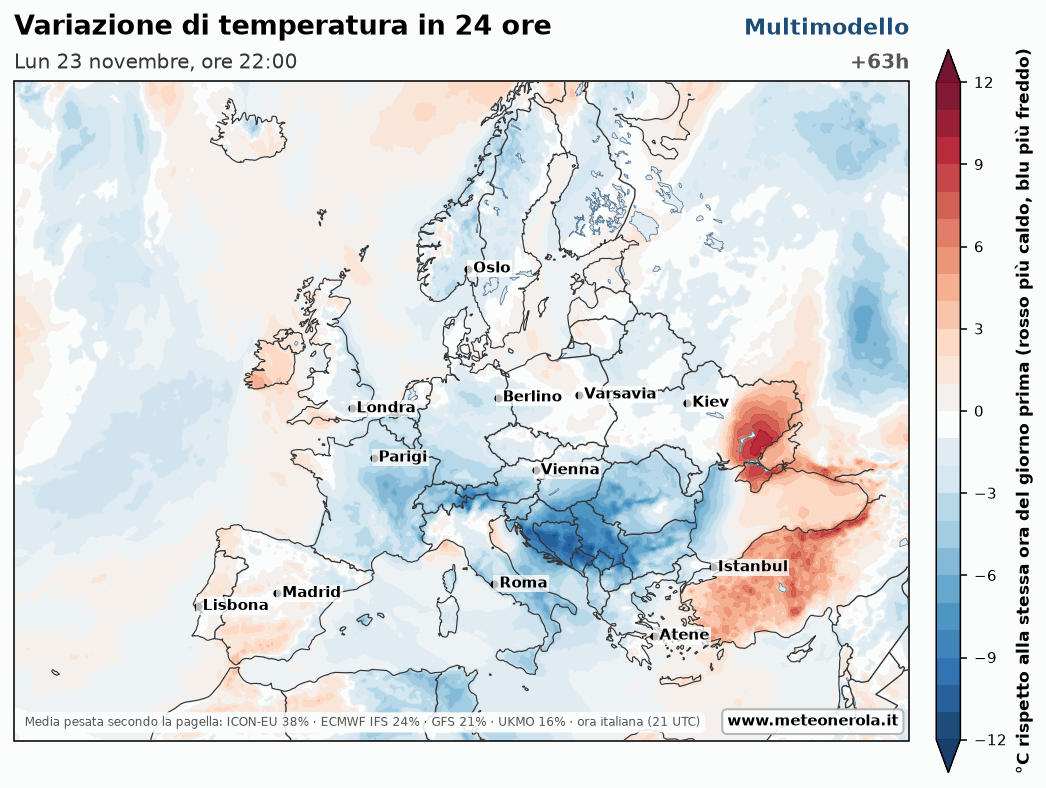 Variazione di temperatura in 24 ore
Multimodello
Lun 23 novembre, ore 22:00
+63h
Oslo
Londra
Berlino
Varsavia
Kiev
Parigi
Vienna
Istanbul
Roma
Madrid
Lisbona
Atene
Media pesata secondo la pagella: ICON-EU 38% · ECMWF IFS 24% · GFS 21% · UKMO 16% · ora italiana (21 UTC)
www.meteonerola.it
12
9
6
3
0
−3
−6
−9
−12
°C rispetto alla stessa ora del giorno prima (rosso più caldo, blu più freddo)